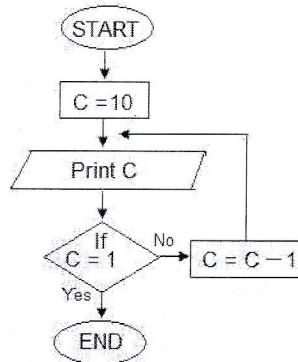 START
C = 10
Print C
If
C = 1
No
C = C - 1
Yes
END